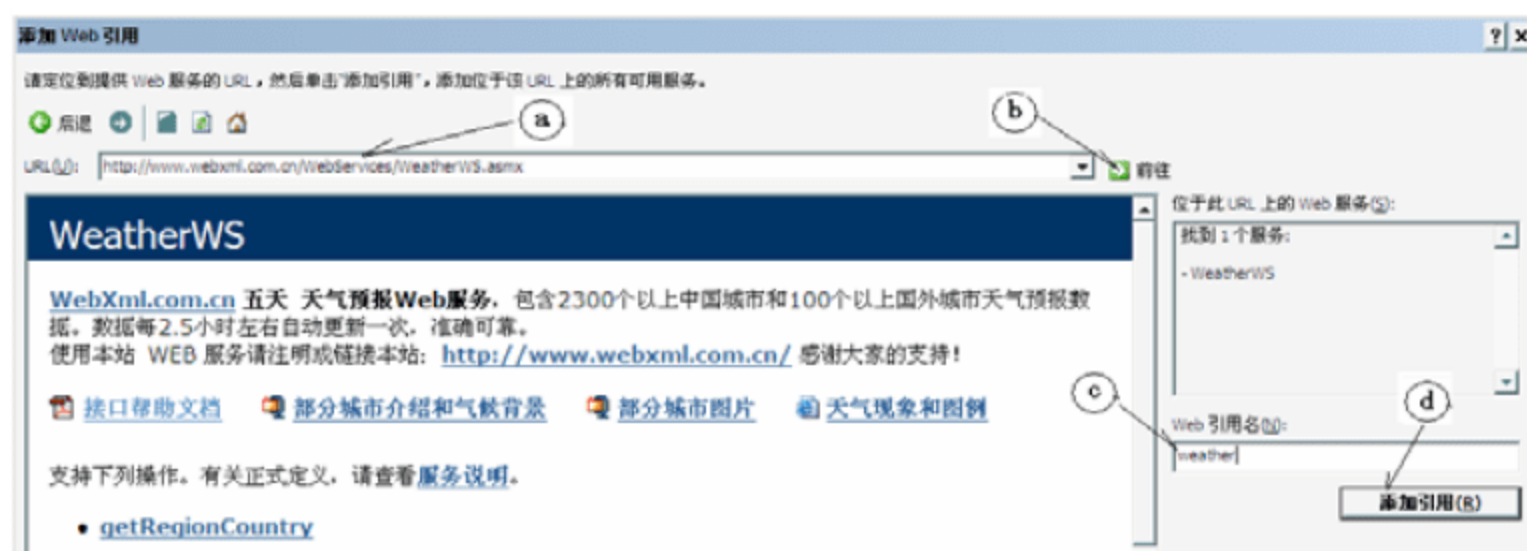 添加 Web 引用
请定位到提供 Web 服务的 URL，然后单击“添加引用”，添加位于该 URL 上的所有可用服务。
a
b
后退
URL(U): http://www.webxml.com.cn/WebServices/WeatherWS.asmx 前往
位于此 URL 上的 Web 服务(S):
WeatherWS
找到 1 个服务:
- WeatherWS
WebXml.com.cn 五天 天气预报Web服务，包含2300个以上中国城市和100个以上国外城市天气预报数
据。数据每2.5小时左右自动更新一次，准确可靠。
使用本站 WEB 服务请注明或链接本站：http://www.webxml.com.cn/ 感谢大家的支持！
c
d
接口帮助文档 部分城市介绍和气候背景 部分城市图片 天气现象和图例
Web 引用名(N):
weather
支持下列操作。有关正式定义，请查看服务说明。
添加引用(R)
getRegionCountry